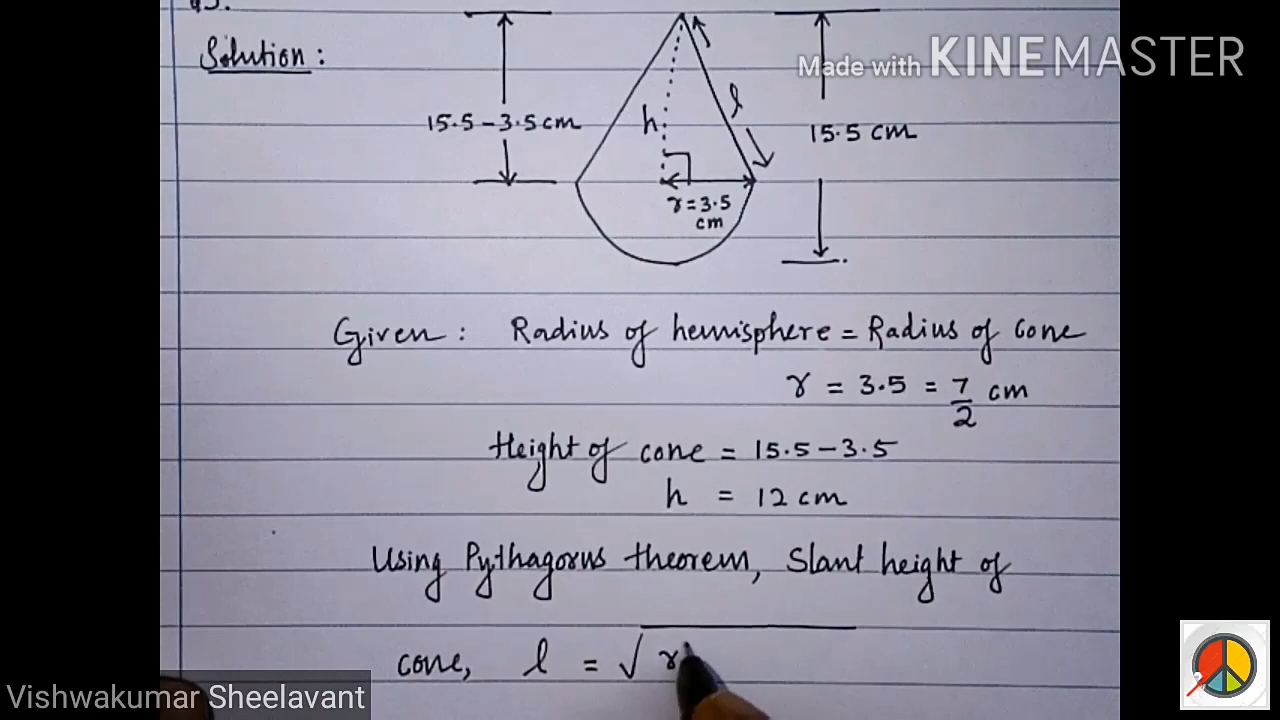 Solution:
Made with KINEMASTER
15.5-3.5 cm
h
l
15.5 cm
r = 3.5
cm
Given: Radius of hemisphere = Radius of cone
r = 3.5 = 7/2 cm
Height of cone = 15.5 - 3.5
h = 12 cm
Using Pythagorus theorem, Slant height of
cone, l = √r
Vishwakumar Sheelavant